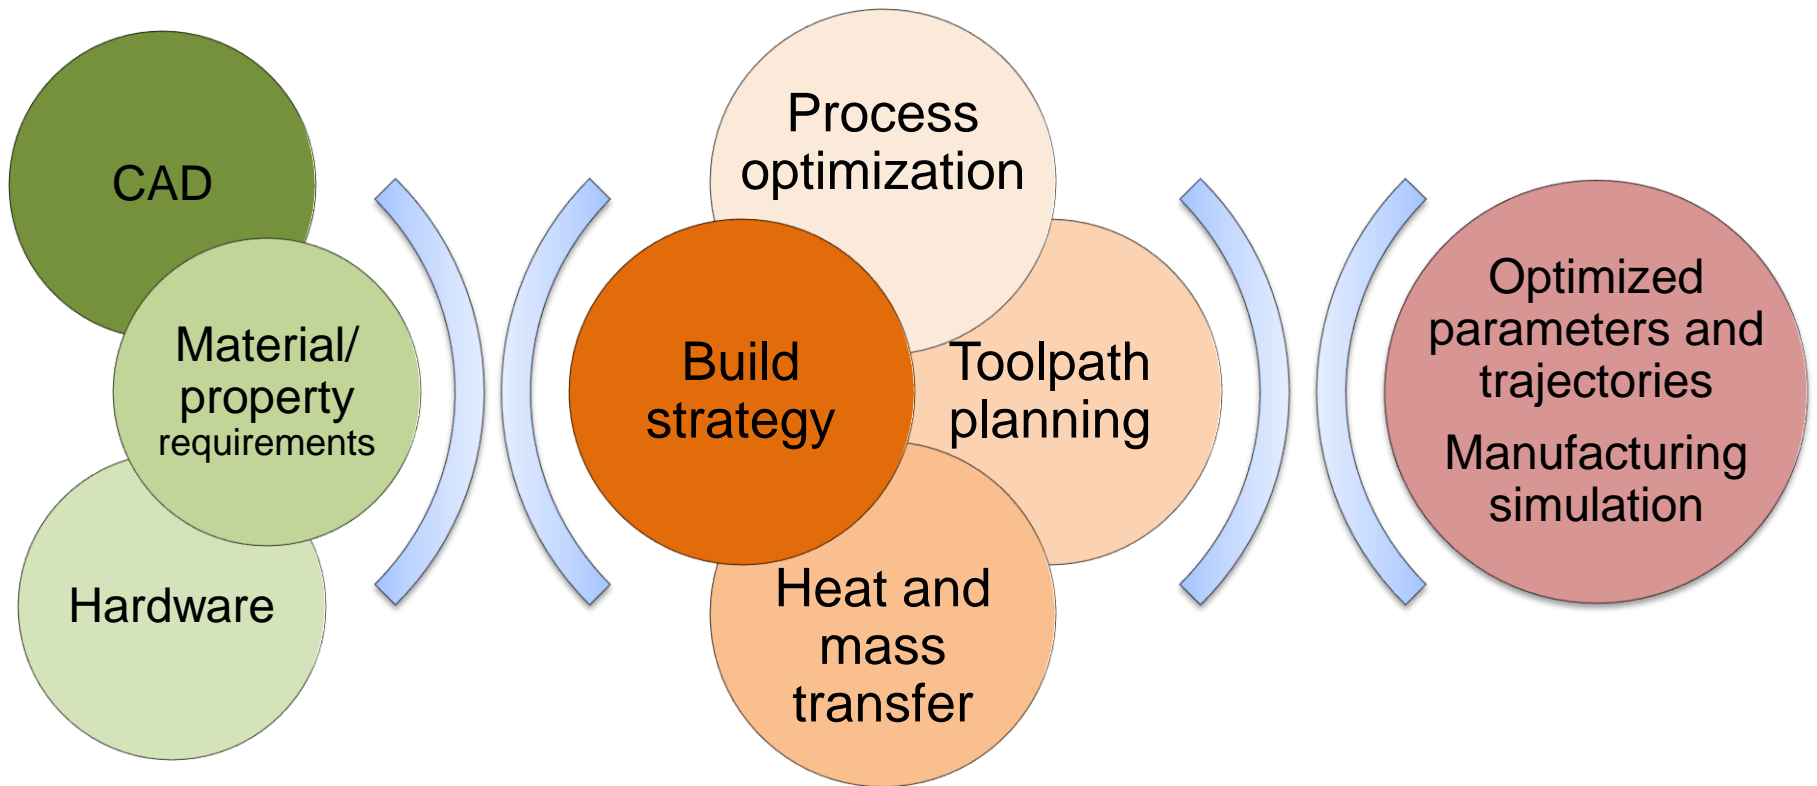 CAD
Material/
property
requirements
Hardware
Process
optimization
Build
strategy
Toolpath
planning
Heat and
mass
transfer
Optimized
parameters and
trajectories
Manufacturing
simulation